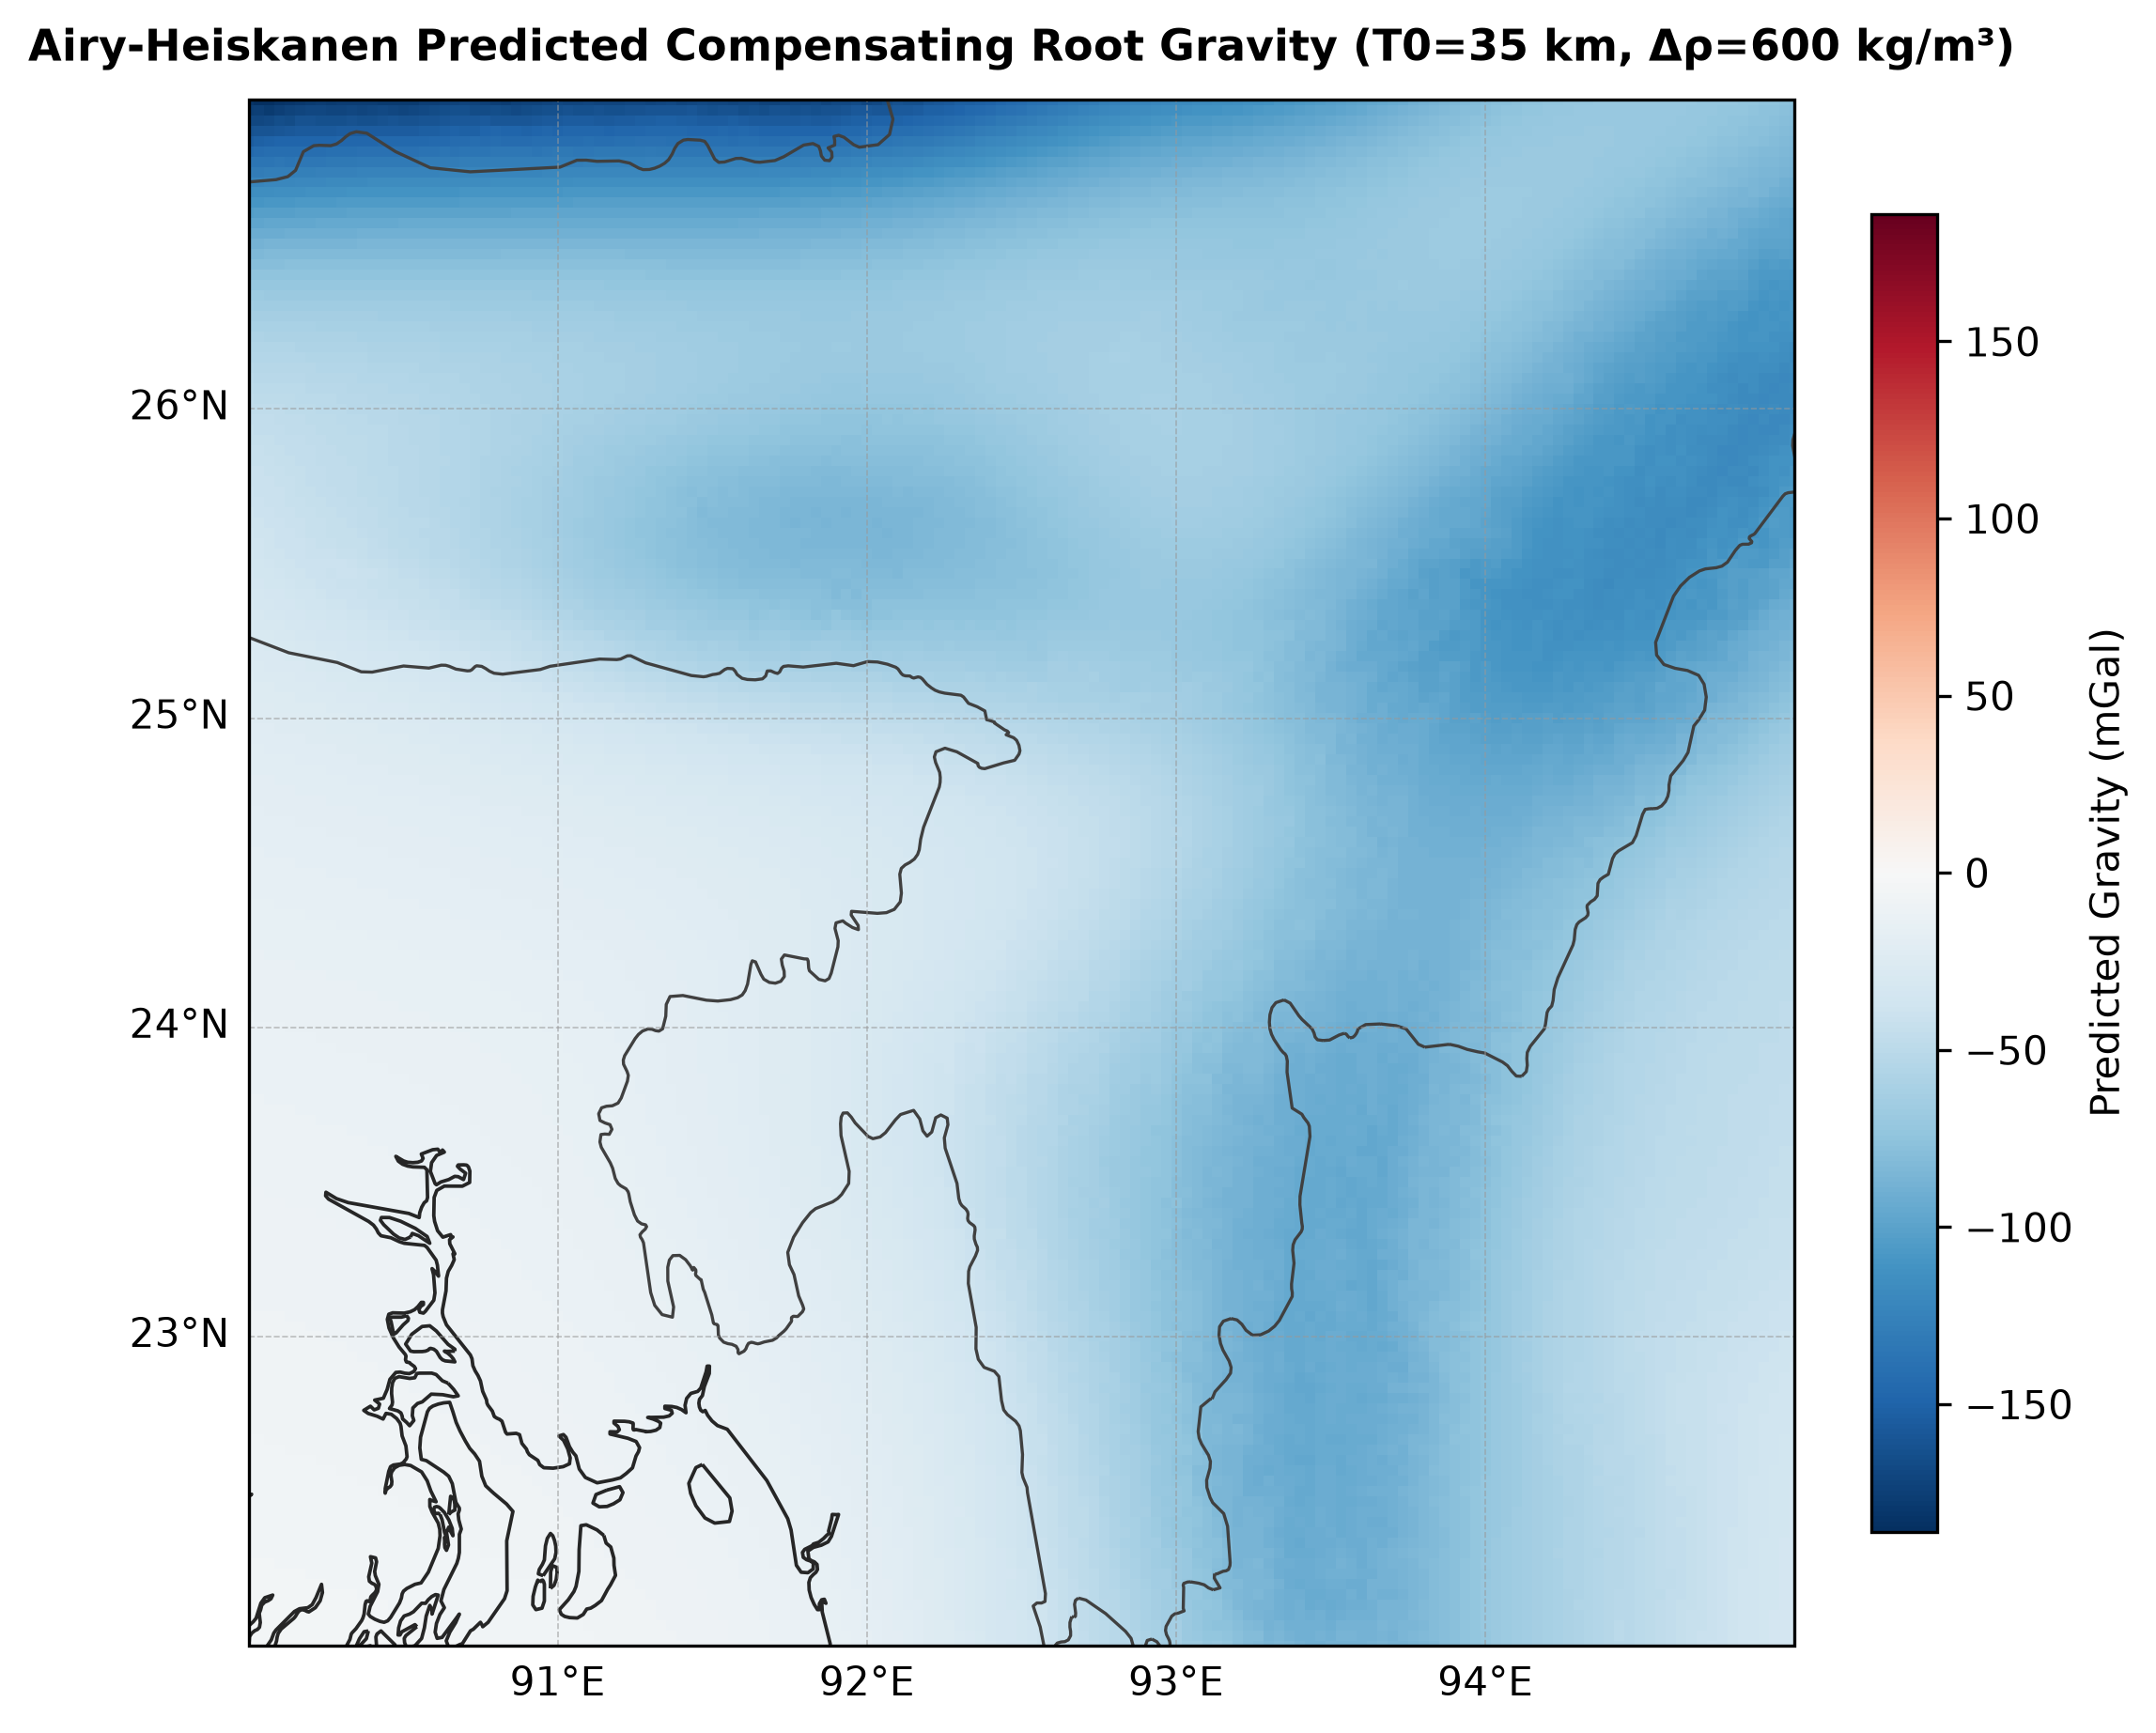 Airy-Heiskanen Predicted Compensating Root Gravity (T0=35 km, Δρ=600 kg/m³)
26°N
25°N
24°N
23°N
91°E
92°E
93°E
94°E
150
100
50
0
−50
−100
−150
Predicted Gravity (mGal)